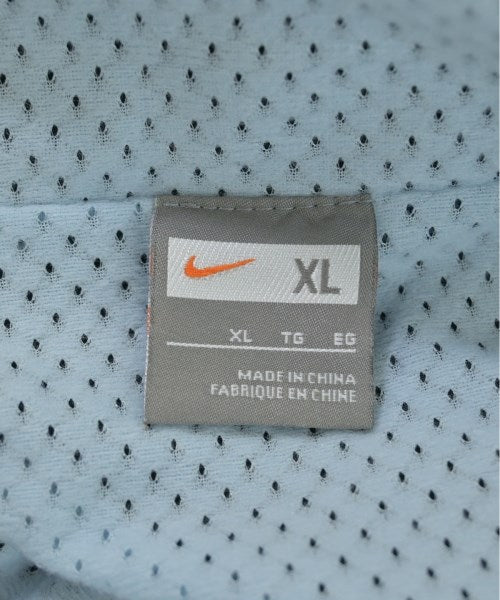 XL
XL TG EG
MADE IN CHINA
FABRIQUE EN CHINE